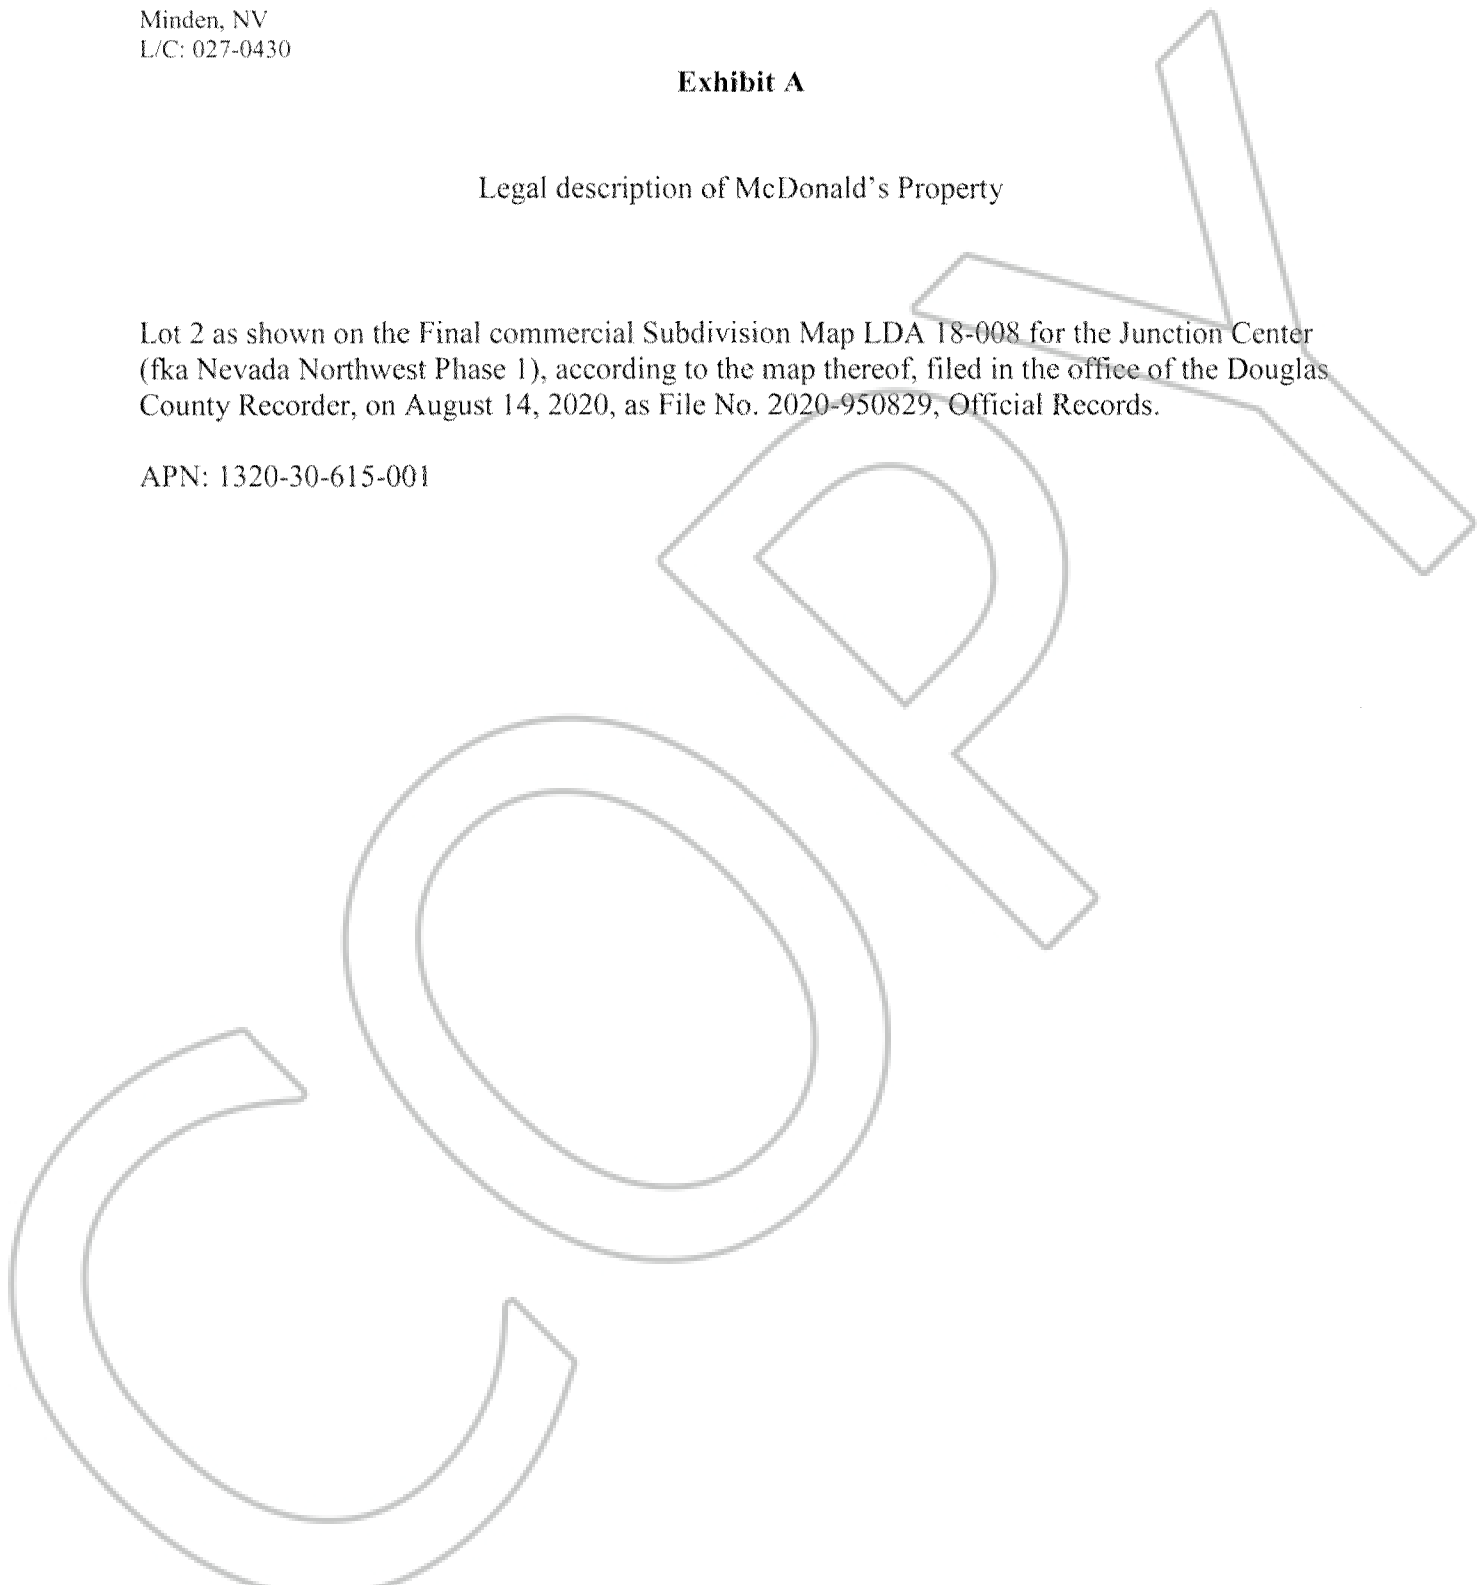 Minden, NV
L/C: 027-0430
Exhibit A
Legal description of McDonald's Property
Lot 2 as shown on the Final commercial Subdivision Map LDA 18-008 for the Junction Center
(fka Nevada Northwest Phase 1), according to the map thereof, filed in the office of the Douglas
County Recorder, on August 14, 2020, as File No. 2020-950829, Official Records.
APN: 1320-30-615-001
COPY